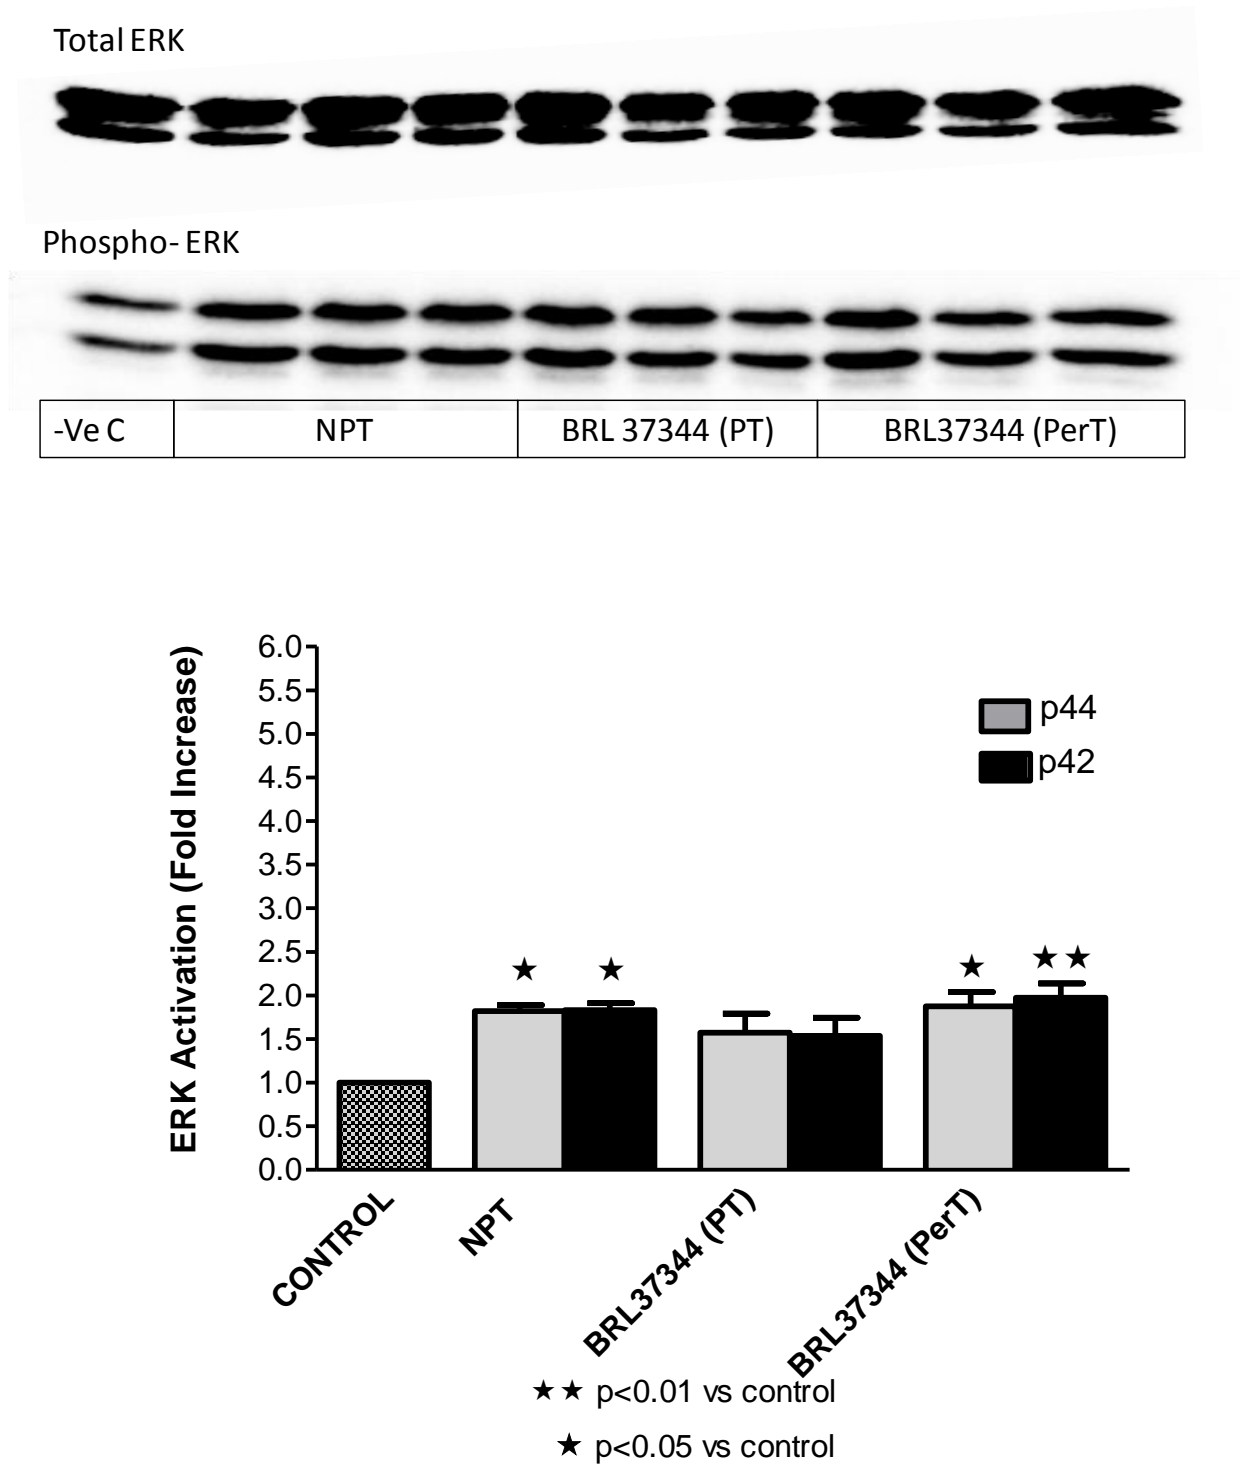 Total ERK
Phospho- ERK
-Ve C NPT BRL 37344 (PT) BRL37344 (PerT)
ERK Activation (Fold Increase)
6.0
5.5
5.0
4.5
4.0
3.5
3.0
2.5
2.0
1.5
1.0
0.5
0.0
p44
p42
★ ★ ★ ★★
CONTROL NPT BRL37344 (PT) BRL37344 (PerT)
★★ p<0.01 vs control
★ p<0.05 vs control